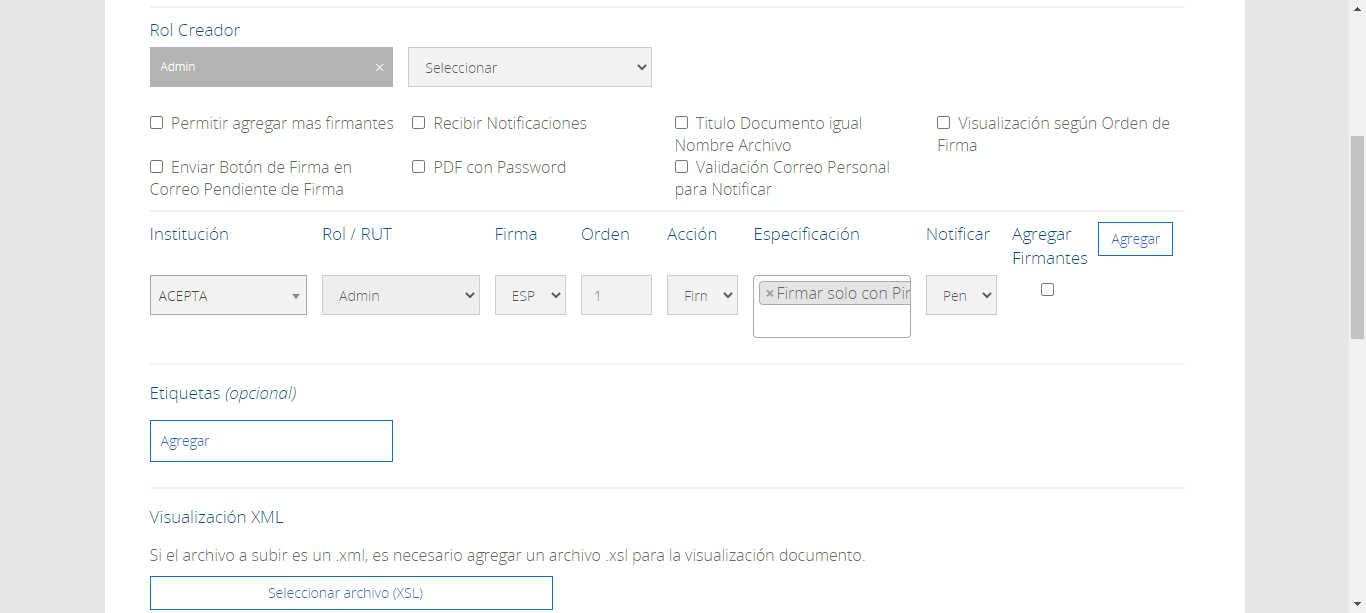 Rol Creador
Admin × Seleccionar
Permitir agregar mas firmantes
Recibir Notificaciones
Titulo Documento igual
Nombre Archivo
Visualización según Orden de
Firma
Enviar Botón de Firma en
Correo Pendiente de Firma
PDF con Password
Validación Correo Personal
para Notificar
Institución Rol / RUT Firma Orden Acción Especificación Notificar Agregar
Firmantes
Agregar
ACEPTA Admin ESP 1 Firn ×Firmar solo con Pin Pen
Etiquetas (opcional)
Agregar
Visualización XML
Si el archivo a subir es un .xml, es necesario agregar un archivo .xsl para la visualización documento.
Seleccionar archivo (XSL)